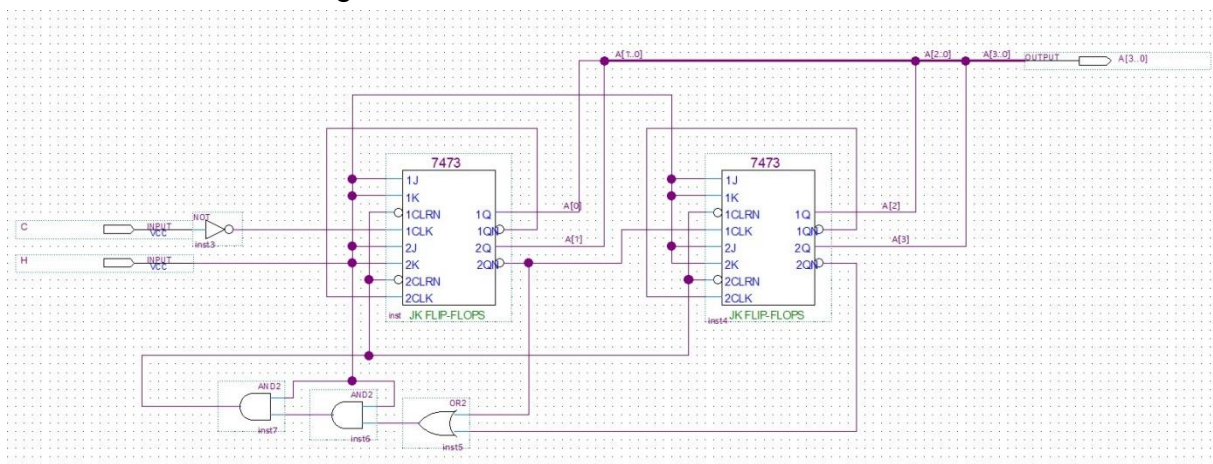 A[1..0]
A[2..0]
A[3..0]
OUTPUT
A[3..0]
7473
1J
1K
1CLRN
1CLK
2J
2K
2CLRN
2CLK
1Q
1QN
2Q
2QN
inst
JK FLIP-FLOPS
A[0]
A[1]
7473
1J
1K
1CLRN
1CLK
2J
2K
2CLRN
2CLK
1Q
1QN
2Q
2QN
inst4
JK FLIP-FLOPS
A[2]
A[3]
C
INPUT
VCC
NOT
inst3
H
INPUT
VCC
AND2
inst7
AND2
inst6
OR2
inst5